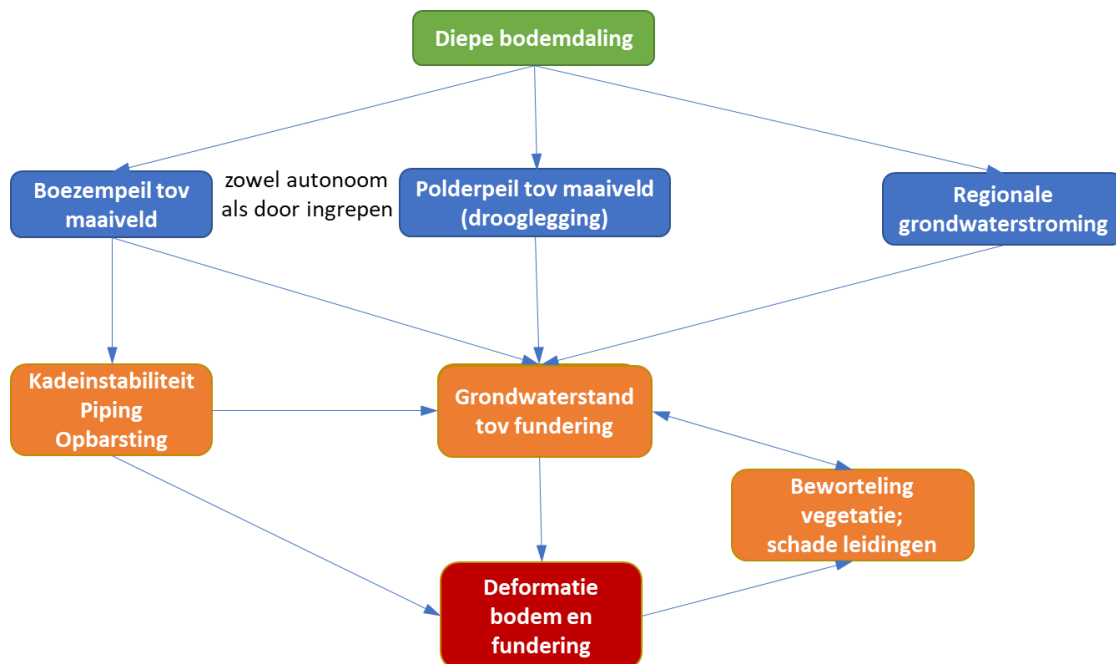 Diepe bodemdaling
Boezempeil tov
maaiveld
zowel autonoom
als door ingrepen
Polderpeil tov maaiveld
(drooglegging)
Regionale
grondwaterstroming
Kadeinstabiliteit
Piping
Opbarsting
Grondwaterstand
tov fundering
Beworteling
vegetatie;
schade leidingen
Deformatie
bodem en
fundering